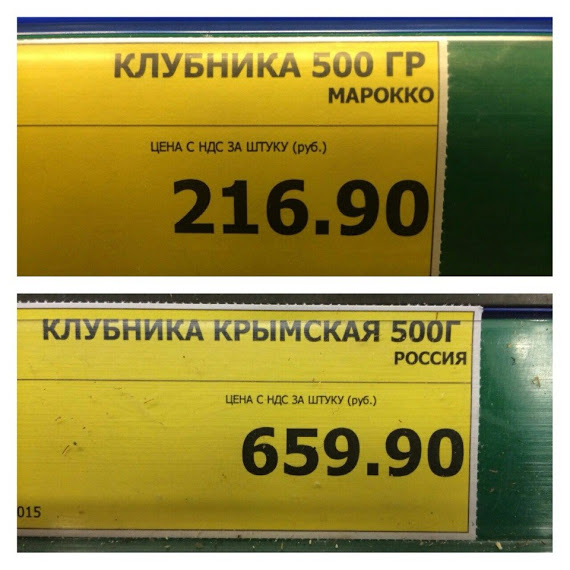 КЛУБНИКА 500 ГР
МАРОККО
ЦЕНА С НДС ЗА ШТУКУ (руб.)
216.90
КЛУБНИКА КРЫМСКАЯ 500Г
РОССИЯ
ЦЕНА С НДС ЗА ШТУКУ (руб.)
659.90
015